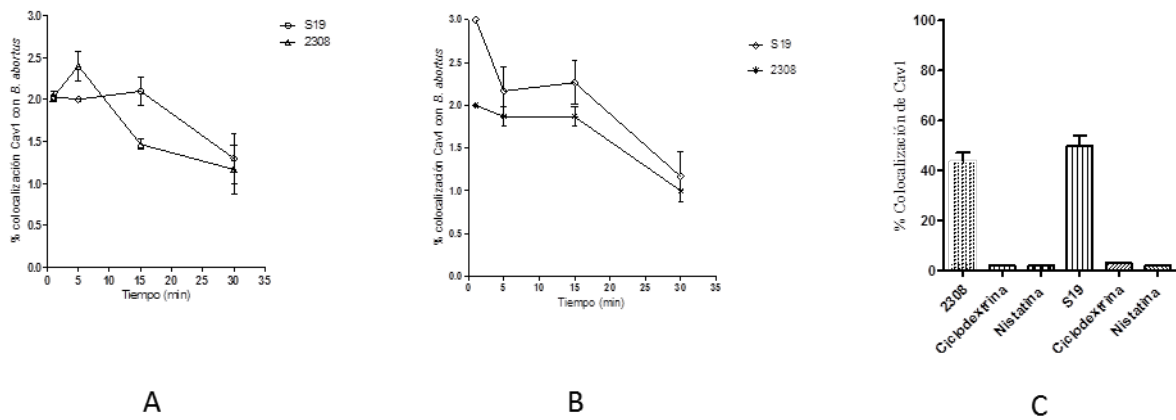 % colocalización Cav1 con B. abortus
3.0
2.5
2.0
1.5
1.0
0.5
0.0
0 5 10 15 20 25 30 35
Tiempo (min)
S19
2308
A
% colocalización Cav1 con B. abortus
3.0
2.5
2.0
1.5
1.0
0.5
0.0
0 5 10 15 20 25 30 35
Tiempo (min)
S19
2308
B
% Colocalización de Cav1
100
80
60
40
20
0
2308
Ciclodextrina
Nistatina
S19
Ciclodextrina
Nistatina
C